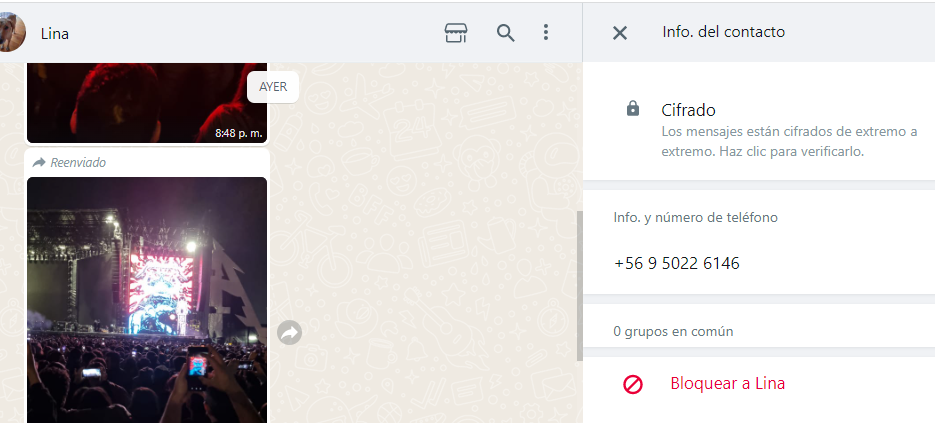 Lina
AYER
8:48 p. m.
Reenviado
Info. del contacto
Cifrado
Los mensajes están cifrados de extremo a
extremo. Haz clic para verificarlo.
Info. y número de teléfono
+56 9 5022 6146
0 grupos en común
Bloquear a Lina